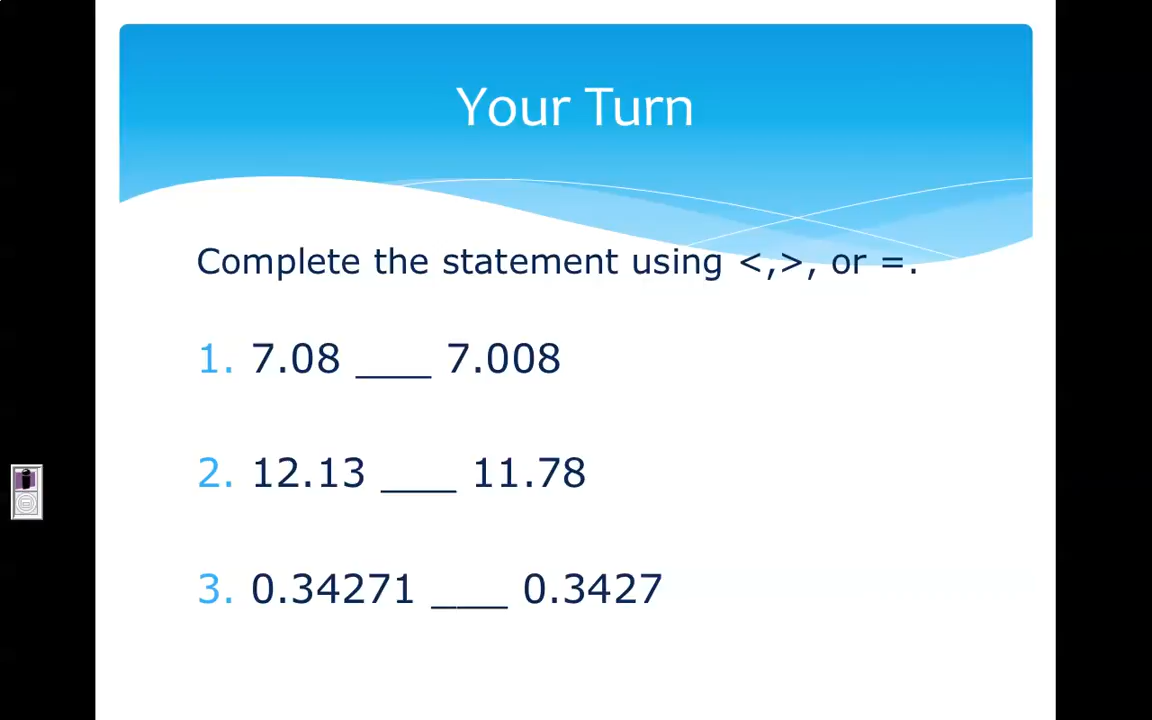 Your Turn
Complete the statement using <,>, or =.
1. 7.08 ___ 7.008
2. 12.13 ___ 11.78
3. 0.34271 ___ 0.3427